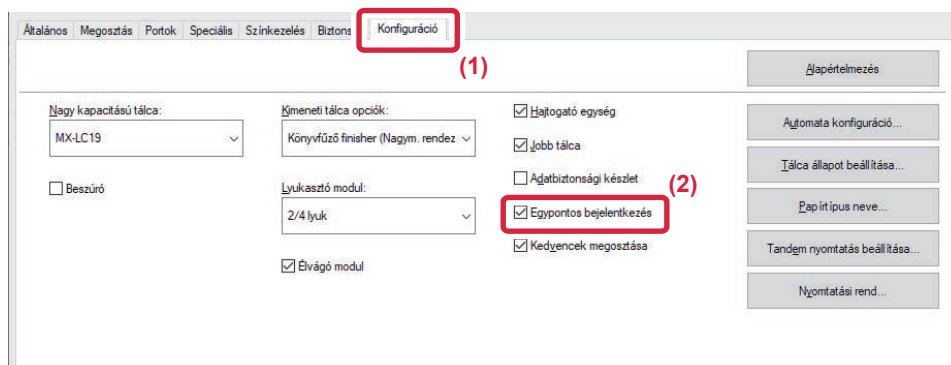 Általános Megosztás Portok Speciális Színkezelés Biztons Konfiguráció
(1)
Alapértelmezés
Nagy kapacitású tálca:
MX-LC19
Beszúró
Kimeneti tálca opciók:
Könyvfűző finisher (Nagym. rendez
Lyukasztó modul:
2/4 lyuk
Élvágó modul
Hajtogató egység
Jobb tálca
Adatbiztonsági készlet
(2)
Egypontos bejelentkezés
Kedvencek megosztása
Automata konfiguráció...
Tálca állapot beállítása...
Papírtípus neve...
Tandem nyomtatás beállítása...
Nyomtatási rend...